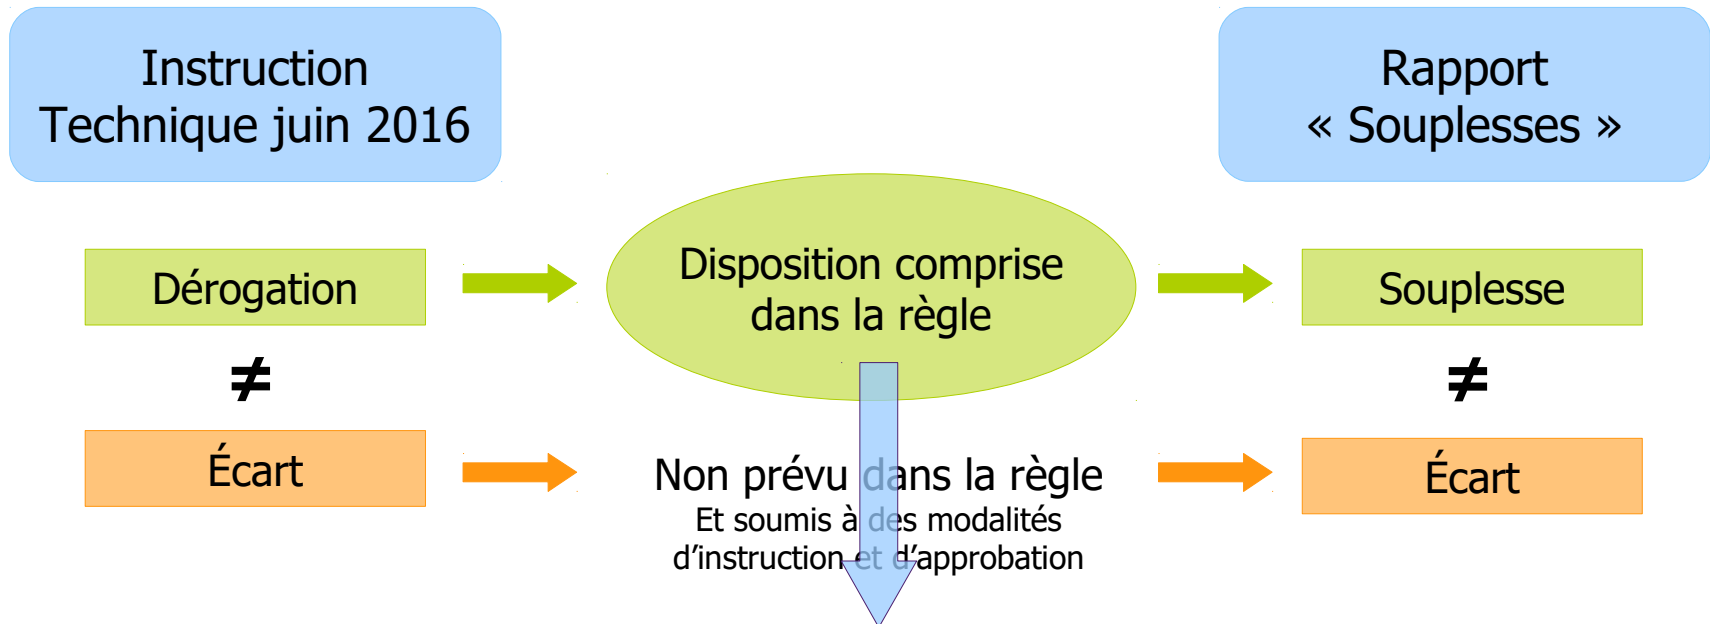 Instruction
Technique juin 2016
Rapport
« Souplesses »
Dérogation
Disposition comprise
dans la règle
Souplesse
≠
≠
Écart
Non prévu dans la règle
Et soumis à des modalités
d’instruction et d’approbation
Écart